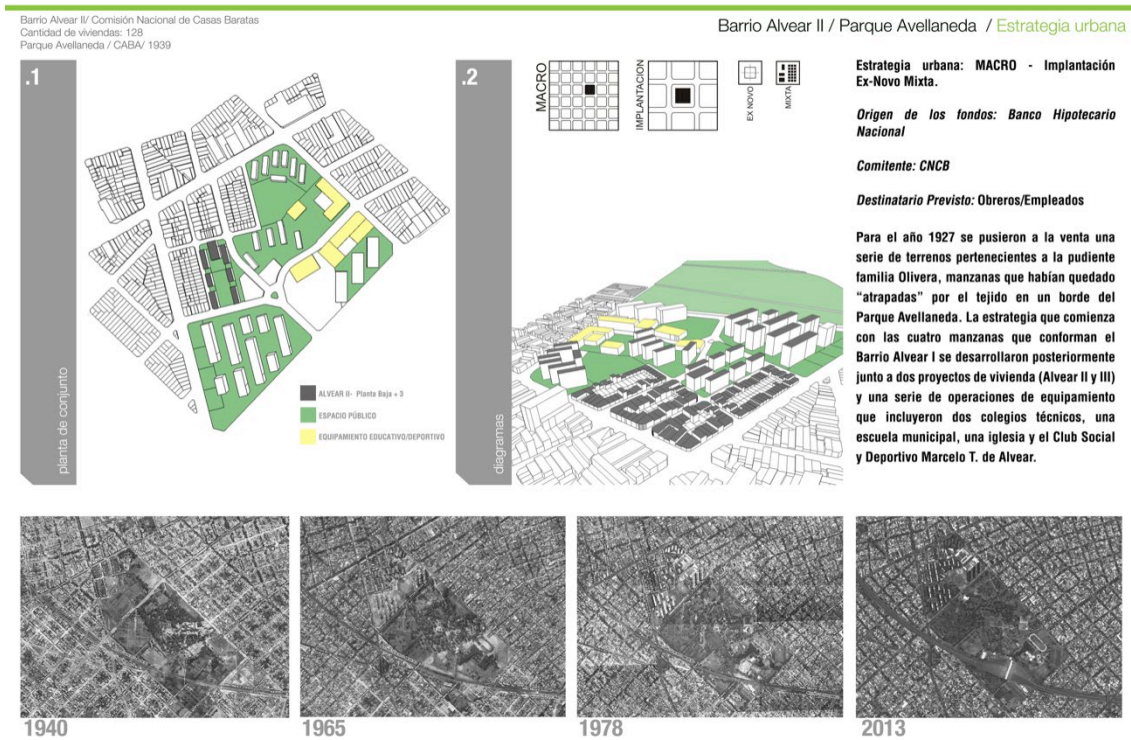 Barrio Alvear II/ Comisión Nacional de Casas Baratas
Cantidad de viviendas: 128
Parque Avellaneda / CABA/ 1939
Barrio Alvear II / Parque Avellaneda / Estrategia urbana
.1
planta de conjunto
ALVEAR II- Planta Baja + 3
ESPACIO PÚBLICO
EQUIPAMIENTO EDUCATIVO/DEPORTIVO
.2
diagramas
MACRO
IMPLANTACION
EX NOVO
MIXTA
Estrategia urbana: MACRO - Implantación
Ex-Novo Mixta.
Origen de los fondos: Banco Hipotecario
Nacional
Comitente: CNCB
Destinatario Previsto: Obreros/Empleados
Para el año 1927 se pusieron a la venta una
serie de terrenos pertenecientes a la pudiente
familia Olivera, manzanas que habían quedado
“atrapadas” por el tejido en un borde del
Parque Avellaneda. La estrategia que comienza
con las cuatro manzanas que conforman el
Barrio Alvear I se desarrollaron posteriormente
junto a dos proyectos de vivienda (Alvear II y III)
y una serie de operaciones de equipamiento
que incluyeron dos colegios técnicos, una
escuela municipal, una iglesia y el Club Social
y Deportivo Marcelo T. de Alvear.
1940
1965
1978
2013